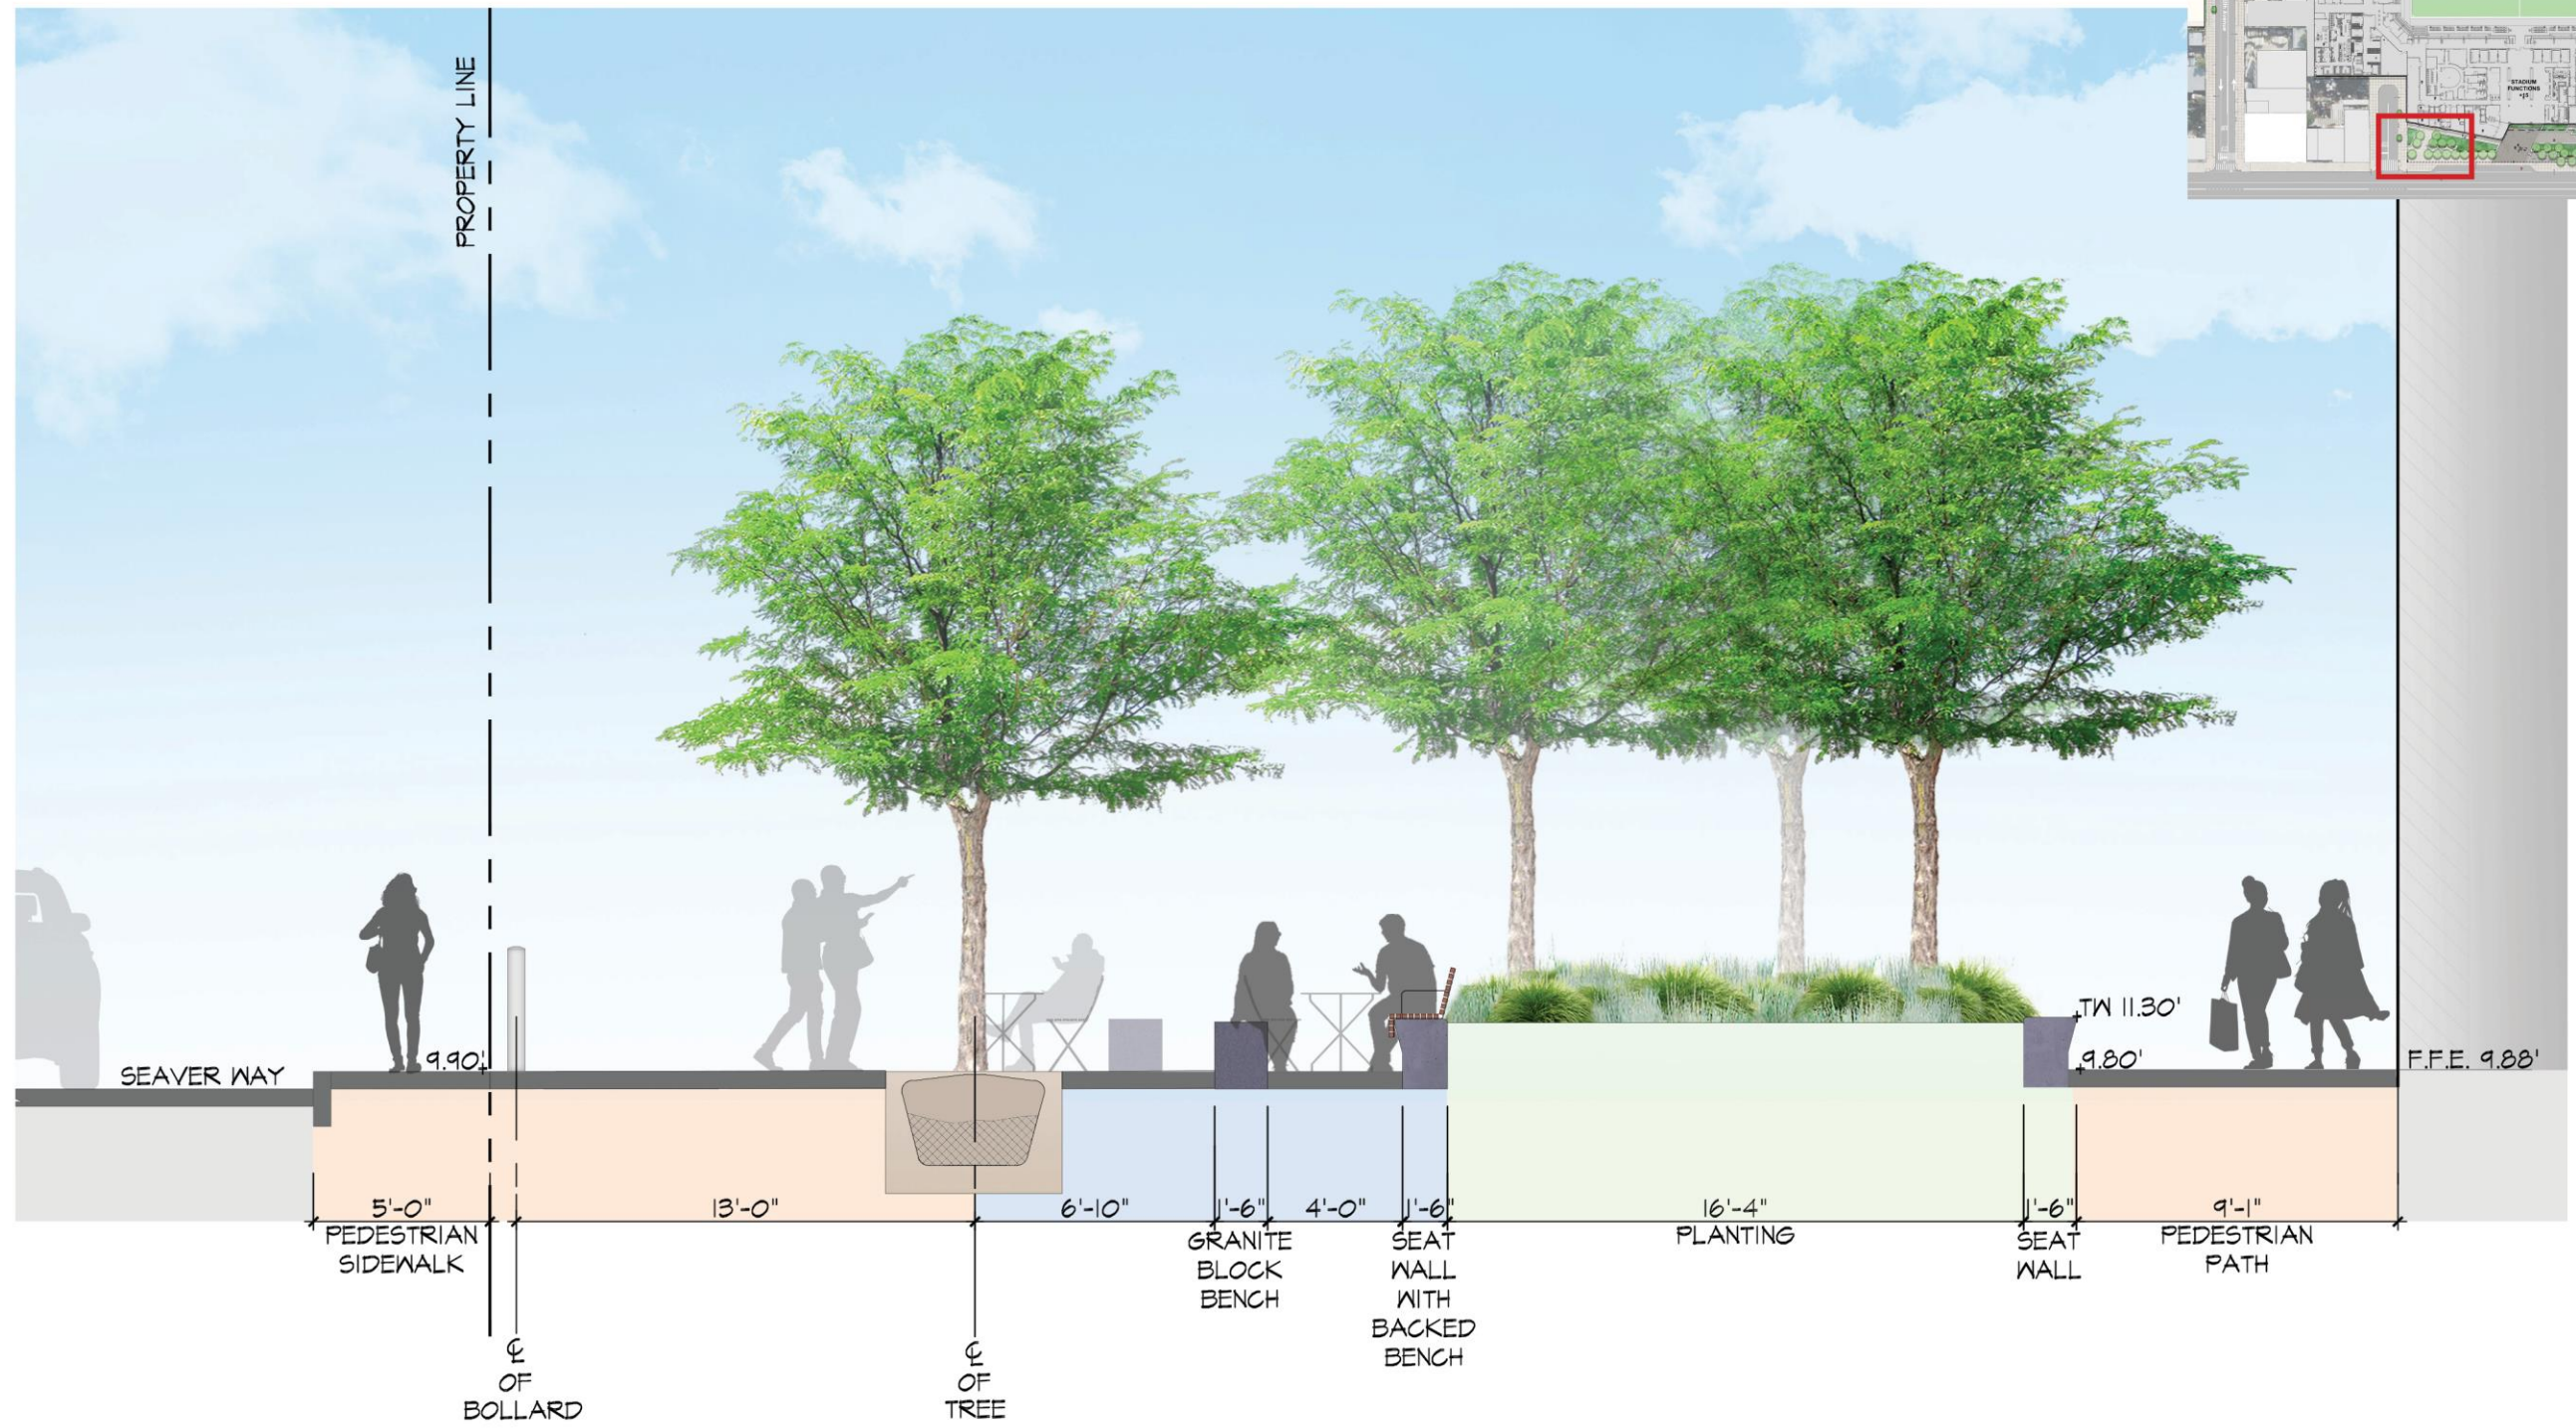 PROPERTY LINE
STADIUM
FUNCTIONS
SEAVER WAY
9.90'
TW 11.30'
9.80'
F.F.E. 9.88'
5'-0"
13'-0"
6'-10"
1'-6"
4'-0"
1'-6"
16'-4"
1'-6"
9'-1"
PEDESTRIAN
SIDEWALK
GRANITE
BLOCK
BENCH
SEAT
WALL
WITH
BACKED
BENCH
PLANTING
SEAT
WALL
PEDESTRIAN
PATH
℄
OF
BOLLARD
℄
OF
TREE